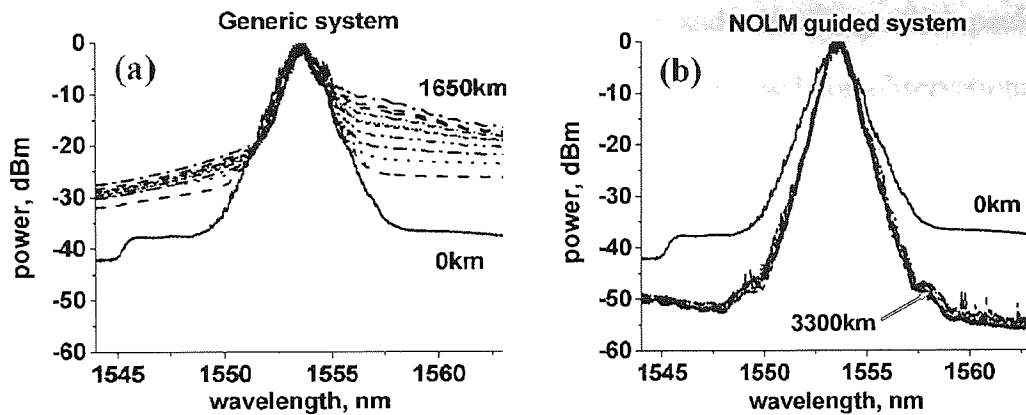 Generic system
(a)
1650km
0km
power, dBm
0
-10
-20
-30
-40
-50
-60
1545 1550 1555 1560
wavelength, nm
NOLM guided system
(b)
0km
3300km
power, dBm
0
-10
-20
-30
-40
-50
-60
1545 1550 1555 1560
wavelength, nm